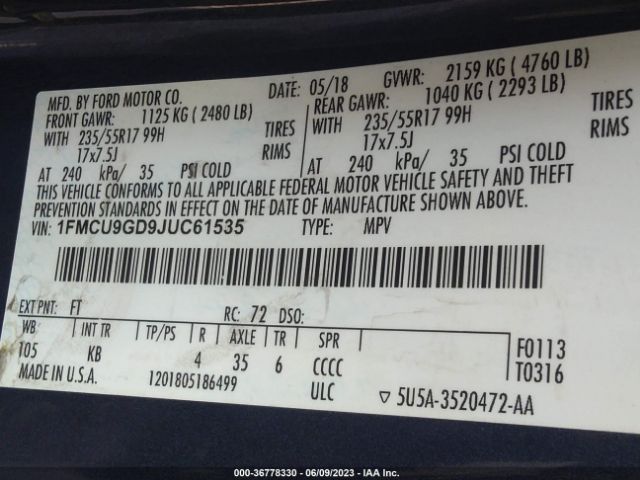 MFD. BY FORD MOTOR CO.
DATE: 05/18 GVWR: 2159 KG ( 4760 LB)
FRONT GAWR: 1125 KG ( 2480 LB)
REAR GAWR: 1040 KG ( 2293 LB)
WITH 235/55R17 99H TIRES
WITH 235/55R17 99H TIRES
17x7.5J RIMS
17x7.5J RIMS
AT 240 kPa/ 35 PSI COLD
AT 240 kPa/ 35 PSI COLD
THIS VEHICLE CONFORMS TO ALL APPLICABLE FEDERAL MOTOR VEHICLE SAFETY AND THEFT
PREVENTION STANDARDS IN EFFECT ON THE DATE OF MANUFACTURE SHOWN ABOVE.
VIN: 1FMCU9GD9JUC61535 TYPE: MPV
EXT PNT: FT RC: 72 DSO:
WB INT TR TP/PS R AXLE TR SPR
105 KB 4 35 6 CCCC
F0113
T0316
MADE IN U.S.A. 1201805186499 ULC
▽ 5U5A-3520472-AA
000-36778330 - 06/09/2023 - IAA Inc.